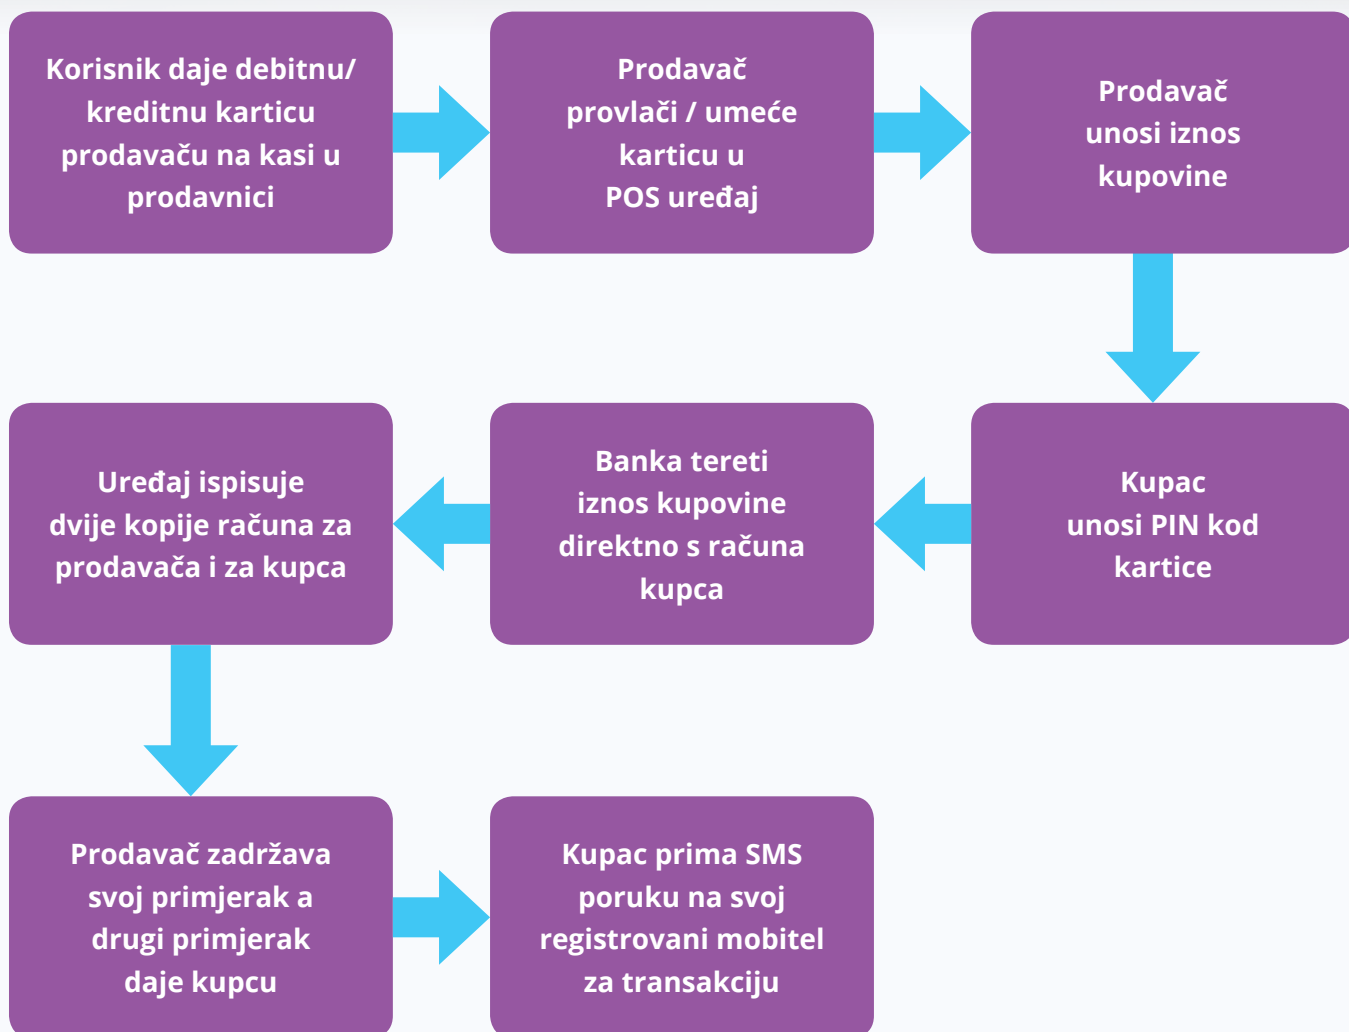 Korisnik daje debitnu/
kreditnu karticu
prodavaču na kasi u
prodavnici
Prodavač
provlači / umeće
karticu u
POS uređaj
Prodavač
unosi iznos
kupovine
Kupac
unosi PIN kod
kartice
Banka tereti
iznos kupovine
direktno s računa
kupca
Uređaj ispisuje
dvije kopije računa za
prodavača i za kupca
Prodavač zadržava
svoj primjerak a
drugi primjerak
daje kupcu
Kupac prima SMS
poruku na svoj
registrovani mobitel
za transakciju